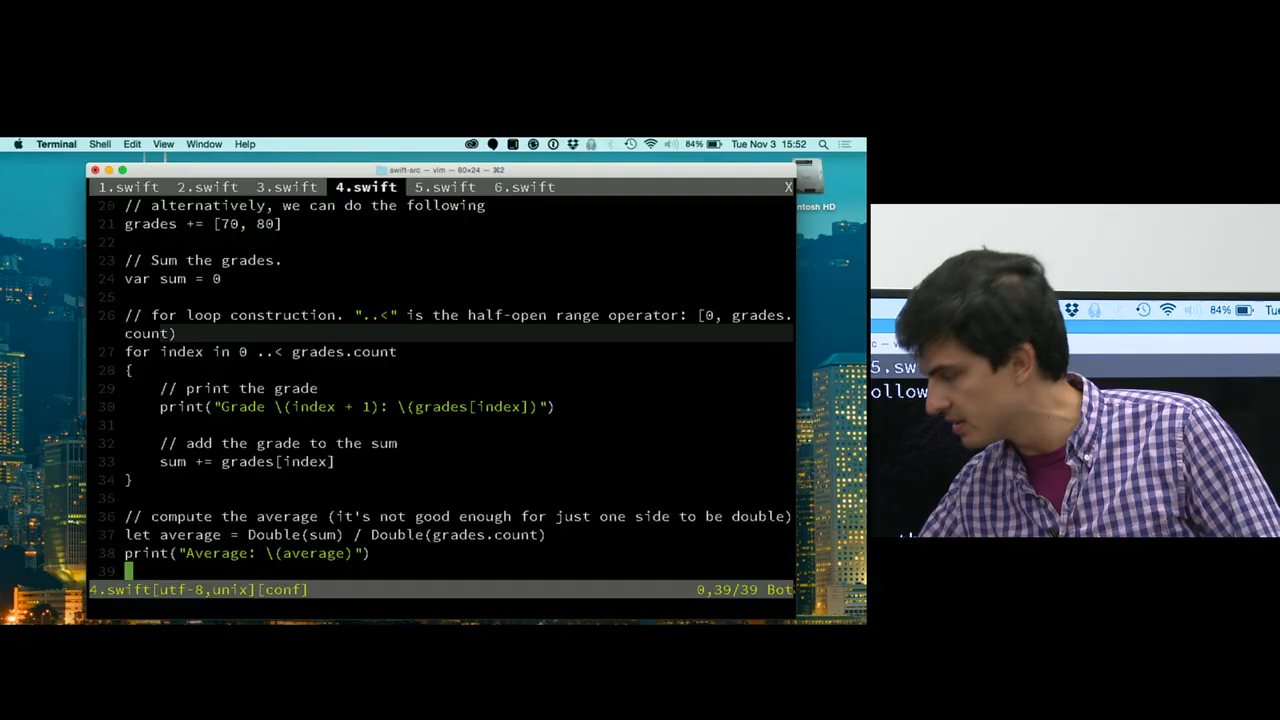 Terminal Shell Edit View Window Help 84% Tue Nov 3 15:52
swift-src — vim — 80×24 — ⌘2
1.swift 2.swift 3.swift 4.swift 5.swift 6.swift X
20 // alternatively, we can do the following
21 grades += [70, 80]
22
23 // Sum the grades.
24 var sum = 0
25
26 // for loop construction. "..<" is the half-open range operator: [0, grades.
count)
27 for index in 0 ..< grades.count
28 {
29 // print the grade
30 print("Grade \(index + 1): \(grades[index])")
31
32 // add the grade to the sum
33 sum += grades[index]
34 }
35
36 // compute the average (it's not good enough for just one side to be double)
37 let average = Double(sum) / Double(grades.count)
38 print("Average: \(average)")
39
4.swift[utf-8,unix][conf] 0,39/39 Bot
ntosh HD
84% Tue
5.sw
ollow